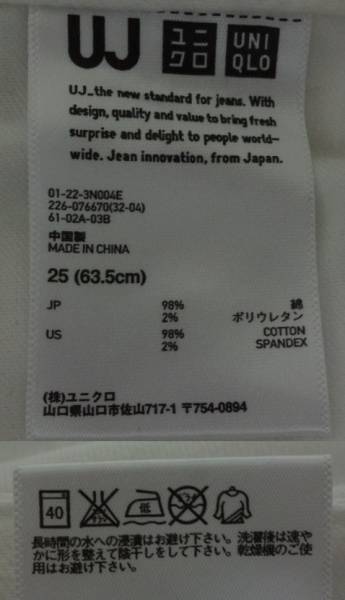 UJ ユニクロ UNIQLO
UJ_the new standard for jeans. With
design, quality and value to bring fresh
surprise and delight to people world-
wide. Jean innovation, from Japan.
01-22-3N004E
226-076670(32-04)
61-02A-03B
中国製
MADE IN CHINA
25 (63.5cm)
JP 98% 綿
2% ポリウレタン
US 98% COTTON
2% SPANDEX
(株)ユニクロ
山口県山口市佐山717-1 〒754-0894
40 低
長時間の水への浸漬はお避け下さい。洗濯後は速や
かに形を整えて陰干しをして下さい。乾燥機のご使
用はお避け下さい。